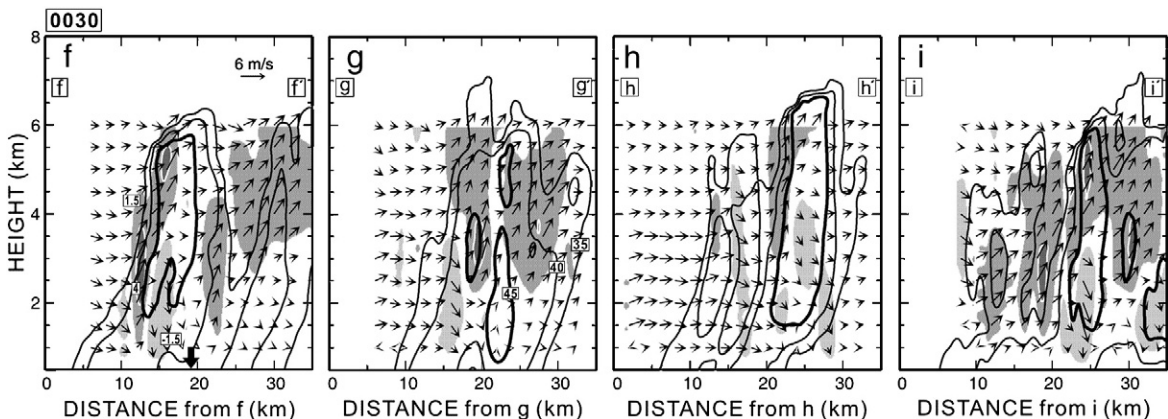 0030
f g h i
6 m/s
f f′ g g′ h h′ i i′
8
6
4
2
HEIGHT (km)
1.5
4
-1.5
35
40
45
0 10 20 30 0 10 20 30 0 10 20 30 0 10 20 30
DISTANCE from f (km) DISTANCE from g (km) DISTANCE from h (km) DISTANCE from i (km)